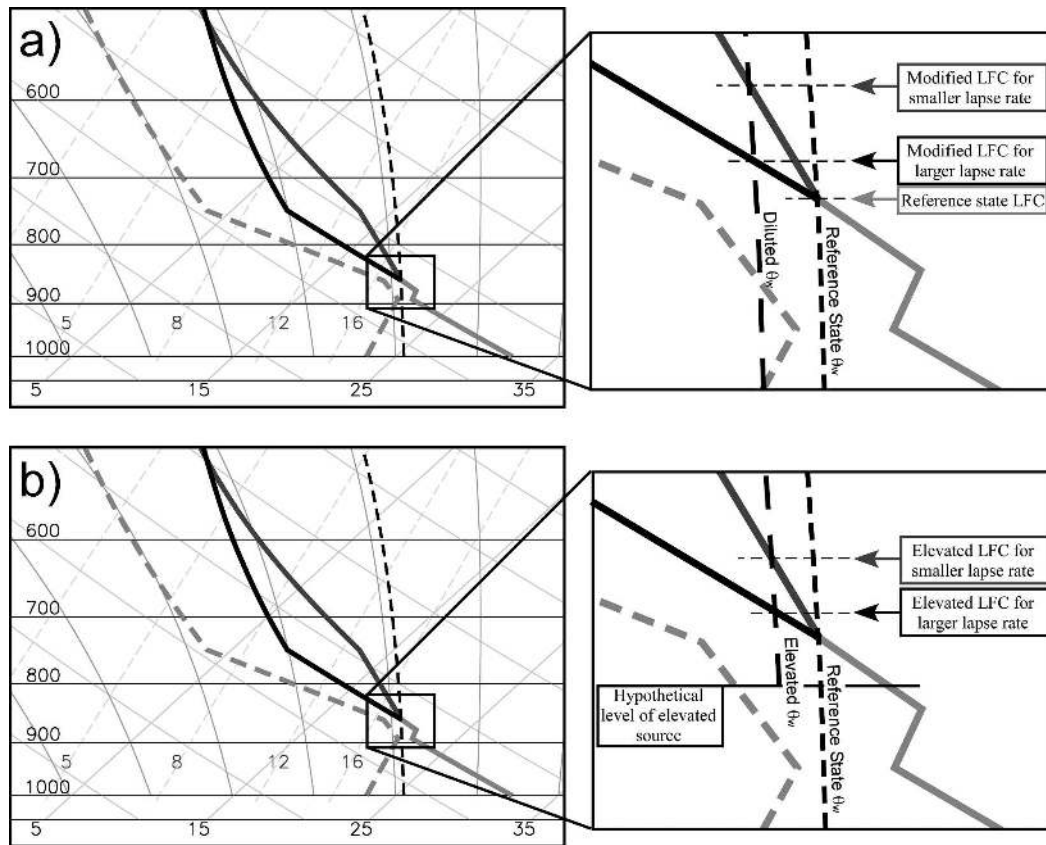 a)
600
700
800
900
1000
5
8
12
16
5
15
25
35
Modified LFC for
smaller lapse rate
Modified LFC for
larger lapse rate
Reference state LFC
Diluted θw
Reference State θw
b)
600
700
800
900
1000
5
8
12
16
5
15
25
35
Elevated LFC for
smaller lapse rate
Elevated LFC for
larger lapse rate
Hypothetical
level of elevated
source
Elevated θw
Reference State θw